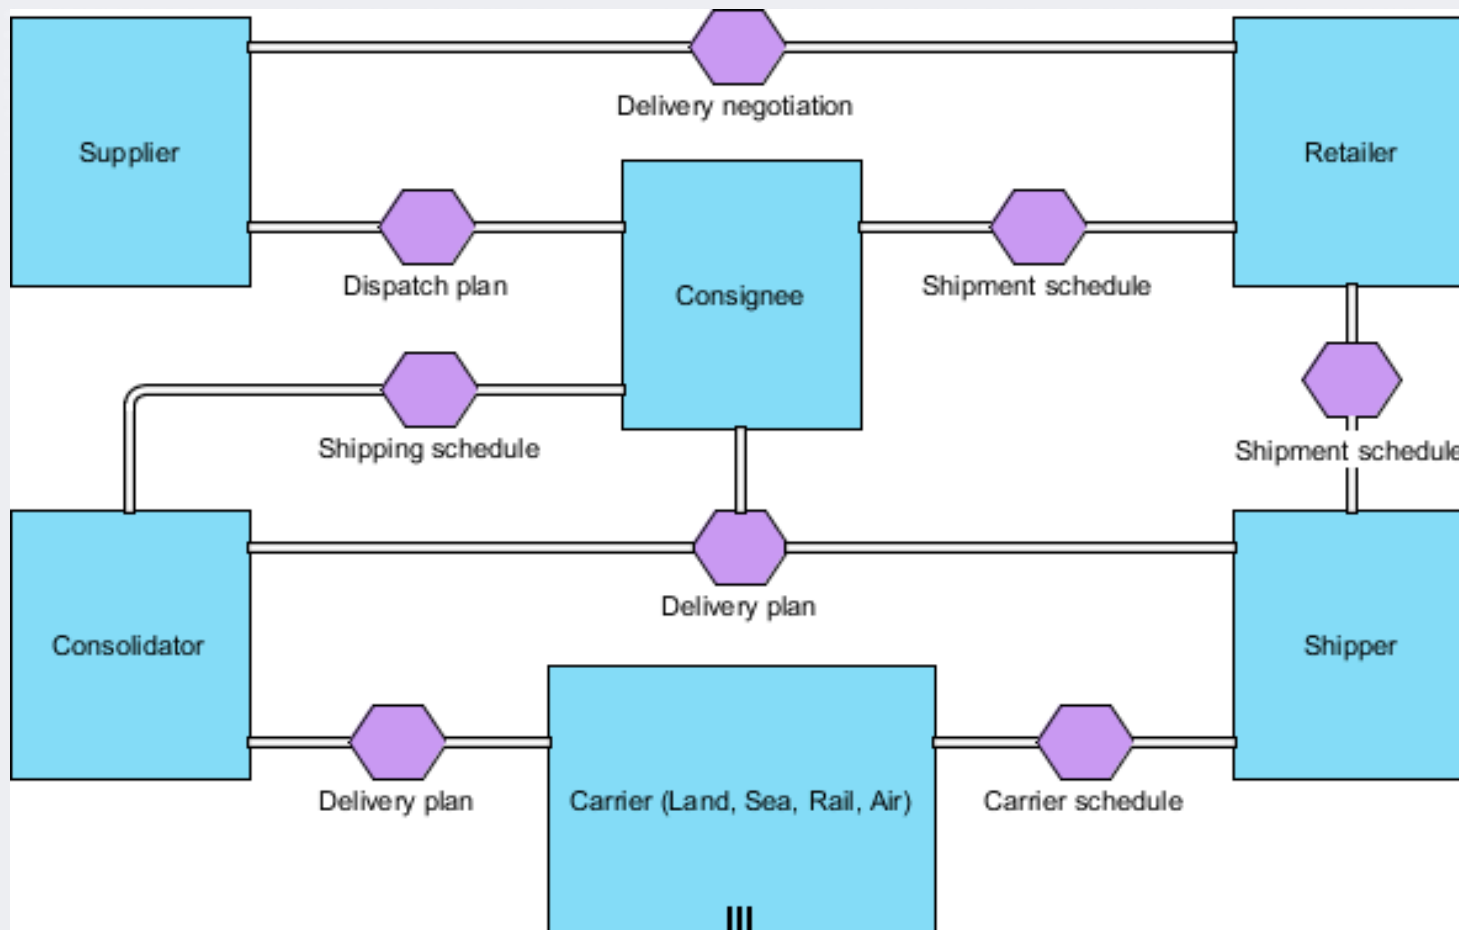 Delivery negotiation
Supplier
Retailer
Dispatch plan
Consignee
Shipment schedule
Shipping schedule
Shipment schedule
Delivery plan
Consolidator
Shipper
Delivery plan
Carrier (Land, Sea, Rail, Air)
Carrier schedule